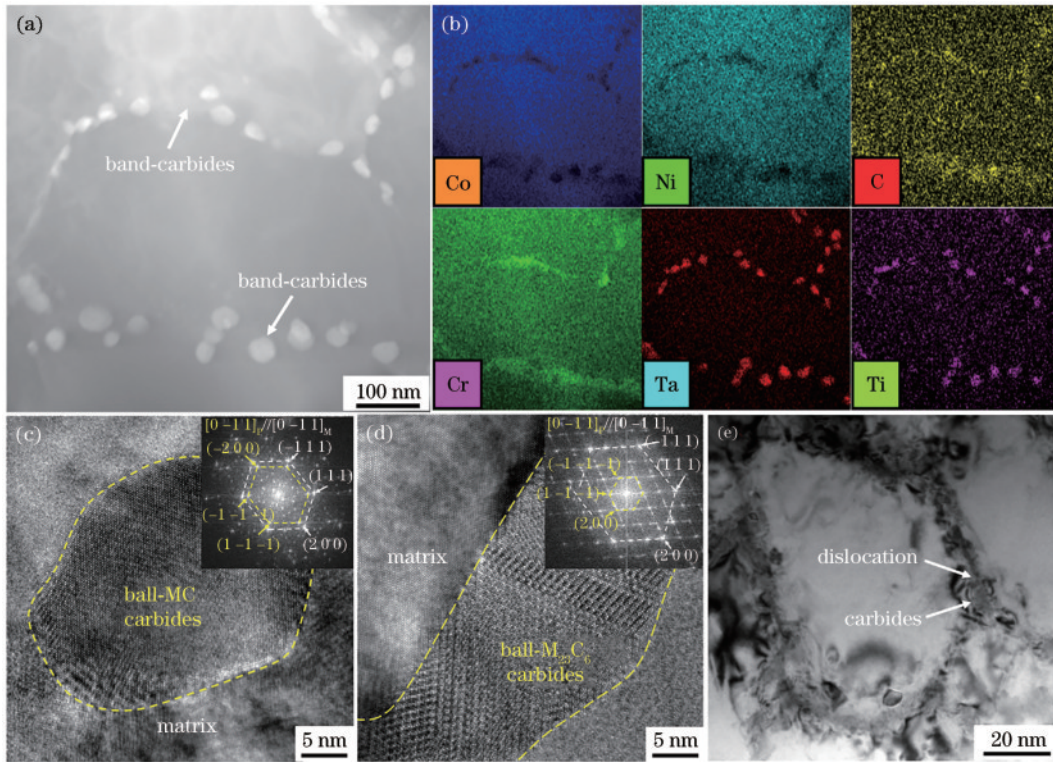 (a)
band-carbides
band-carbides
100 nm
(b)
Co
Ni
C
Cr
Ta
Ti
(c)
[0 -1 1]
//[0 -1 1]M
(-2 0 0)
(-1 1 1)
(1 1 1)
(-1 -1 -1)
(1 -1 -1)
(2 0 0)
ball-MC
carbides
matrix
5 nm
(d)
[0 -1 1]
//[0 -1 1]M
(-1 1 1)
(-1 -1 -1)
(1 1 1)
(1 -1 -1)
(2 0 0)
(2 0 0)
matrix
ball-M23C6
carbides
5 nm
(e)
dislocation
carbides
20 nm